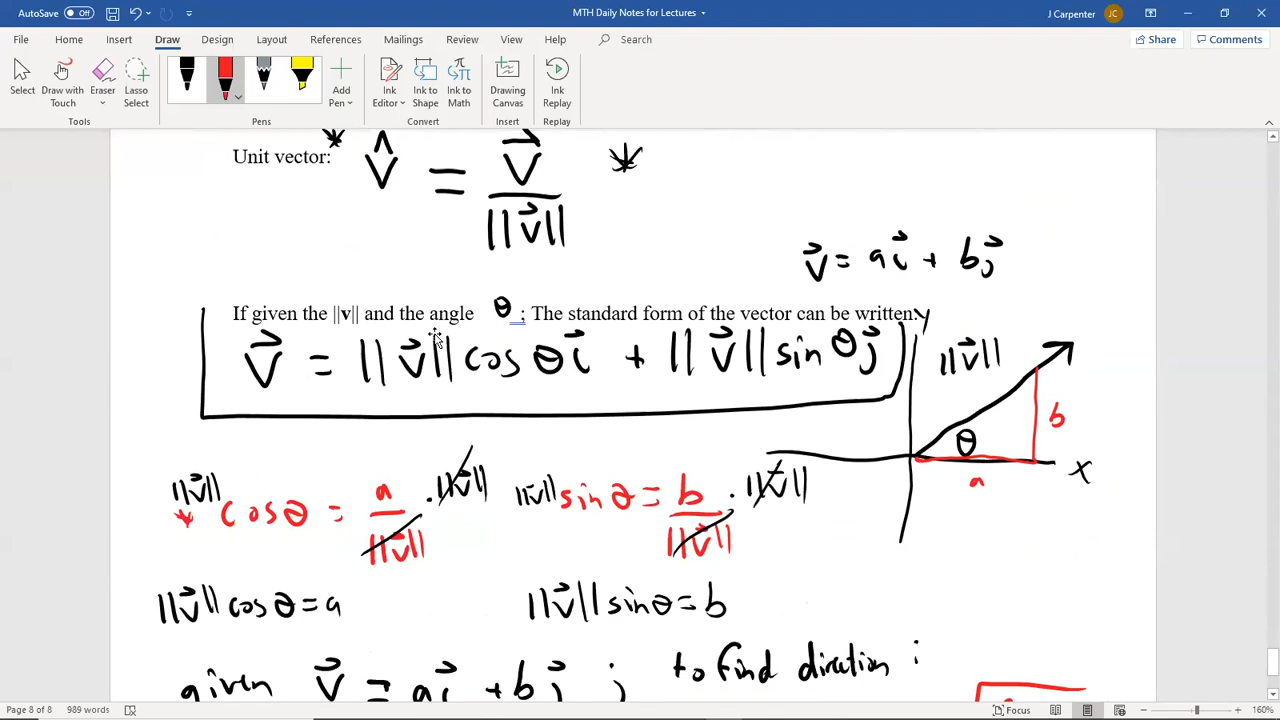 AutoSave Off MTH Daily Notes for Lectures J Carpenter JC
File Home Insert Draw Design Layout References Mailings Review View Help Search Share Comments
Select Draw with Touch Eraser Lasso Select Add Pen Ink Editor Ink to Shape Ink to Math Drawing Canvas Ink Replay
Tools Pens Convert Insert Replay
Unit vector: * v̂ = v⃗ / ||v⃗|| *
v⃗ = ai⃗ + bj⃗
If given the ||v|| and the angle θ ; The standard form of the vector can be written:
v⃗ = ||v⃗|| cos θ i⃗ + ||v⃗|| sin θ j⃗
y
||v⃗||
b
θ
x
a
||v⃗|| * cos θ = a / ||v⃗|| · ||v⃗|| ||v⃗|| sin θ = b / ||v⃗|| · ||v⃗||
||v⃗|| cos θ = a ||v⃗|| sin θ = b
given v⃗ = ai⃗ + bj⃗ ; to find direction :
Page 8 of 8 989 words Focus 160%